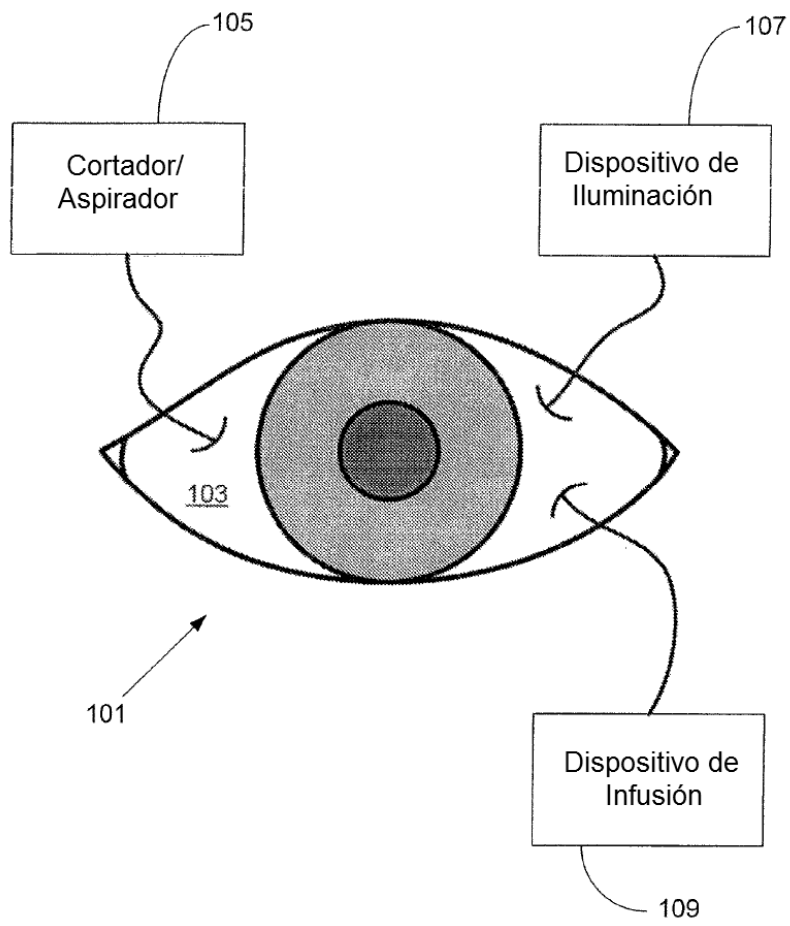 105
107
Cortador/
Aspirador
Dispositivo de
Iluminación
103
101
Dispositivo de
Infusión
109